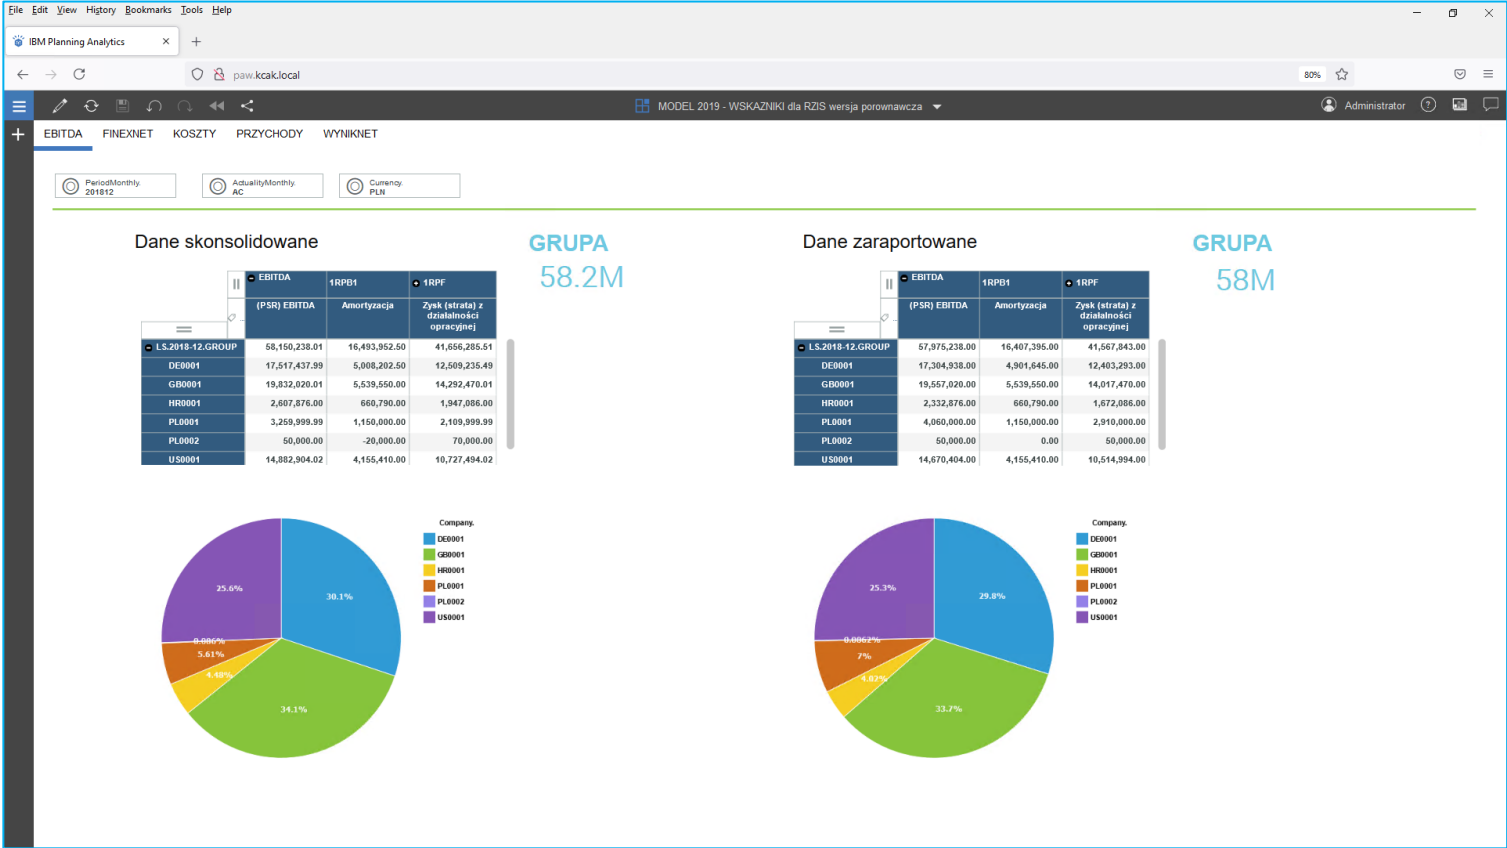 File Edit View History Bookmarks Tools Help
IBM Planning Analytics
paw.kcak.local
80%
MODEL 2019 - WSKAZNIKI dla RZIS wersja porownawcza
Administrator
EBITDA FINEXNET KOSZTY PRZYCHODY WYNIKNET
PeriodMonthly.
201812
ActualityMonthly.
AC
Currency.
PLN
Dane skonsolidowane
GRUPA
58.2M
EBITDA 1RPB1 1RPF
(PSR) EBITDA Amortyzacja Zysk (strata) z
działalności
opracyjnej
LS.2018-12.GROUP 58,150,238.01 16,493,952.50 41,656,285.51
DE0001 17,517,437.99 5,008,202.50 12,509,235.49
GB0001 19,832,020.01 5,539,550.00 14,292,470.01
HR0001 2,607,876.00 660,790.00 1,947,086.00
PL0001 3,259,999.99 1,150,000.00 2,109,999.99
PL0002 50,000.00 -20,000.00 70,000.00
US0001 14,882,904.02 4,155,410.00 10,727,494.02
25.6%
30.1%
0.086%
5.61%
4.48%
34.1%
Company.
DE0001
GB0001
HR0001
PL0001
PL0002
US0001
Dane zaraportowane
GRUPA
58M
EBITDA 1RPB1 1RPF
(PSR) EBITDA Amortyzacja Zysk (strata) z
działalności
opracyjnej
LS.2018-12.GROUP 57,975,238.00 16,407,395.00 41,567,843.00
DE0001 17,304,938.00 4,901,645.00 12,403,293.00
GB0001 19,557,020.00 5,539,550.00 14,017,470.00
HR0001 2,332,876.00 660,790.00 1,672,086.00
PL0001 4,060,000.00 1,150,000.00 2,910,000.00
PL0002 50,000.00 0.00 50,000.00
US0001 14,670,404.00 4,155,410.00 10,514,994.00
25.3%
29.8%
0.0862%
7%
4.02%
33.7%
Company.
DE0001
GB0001
HR0001
PL0001
PL0002
US0001